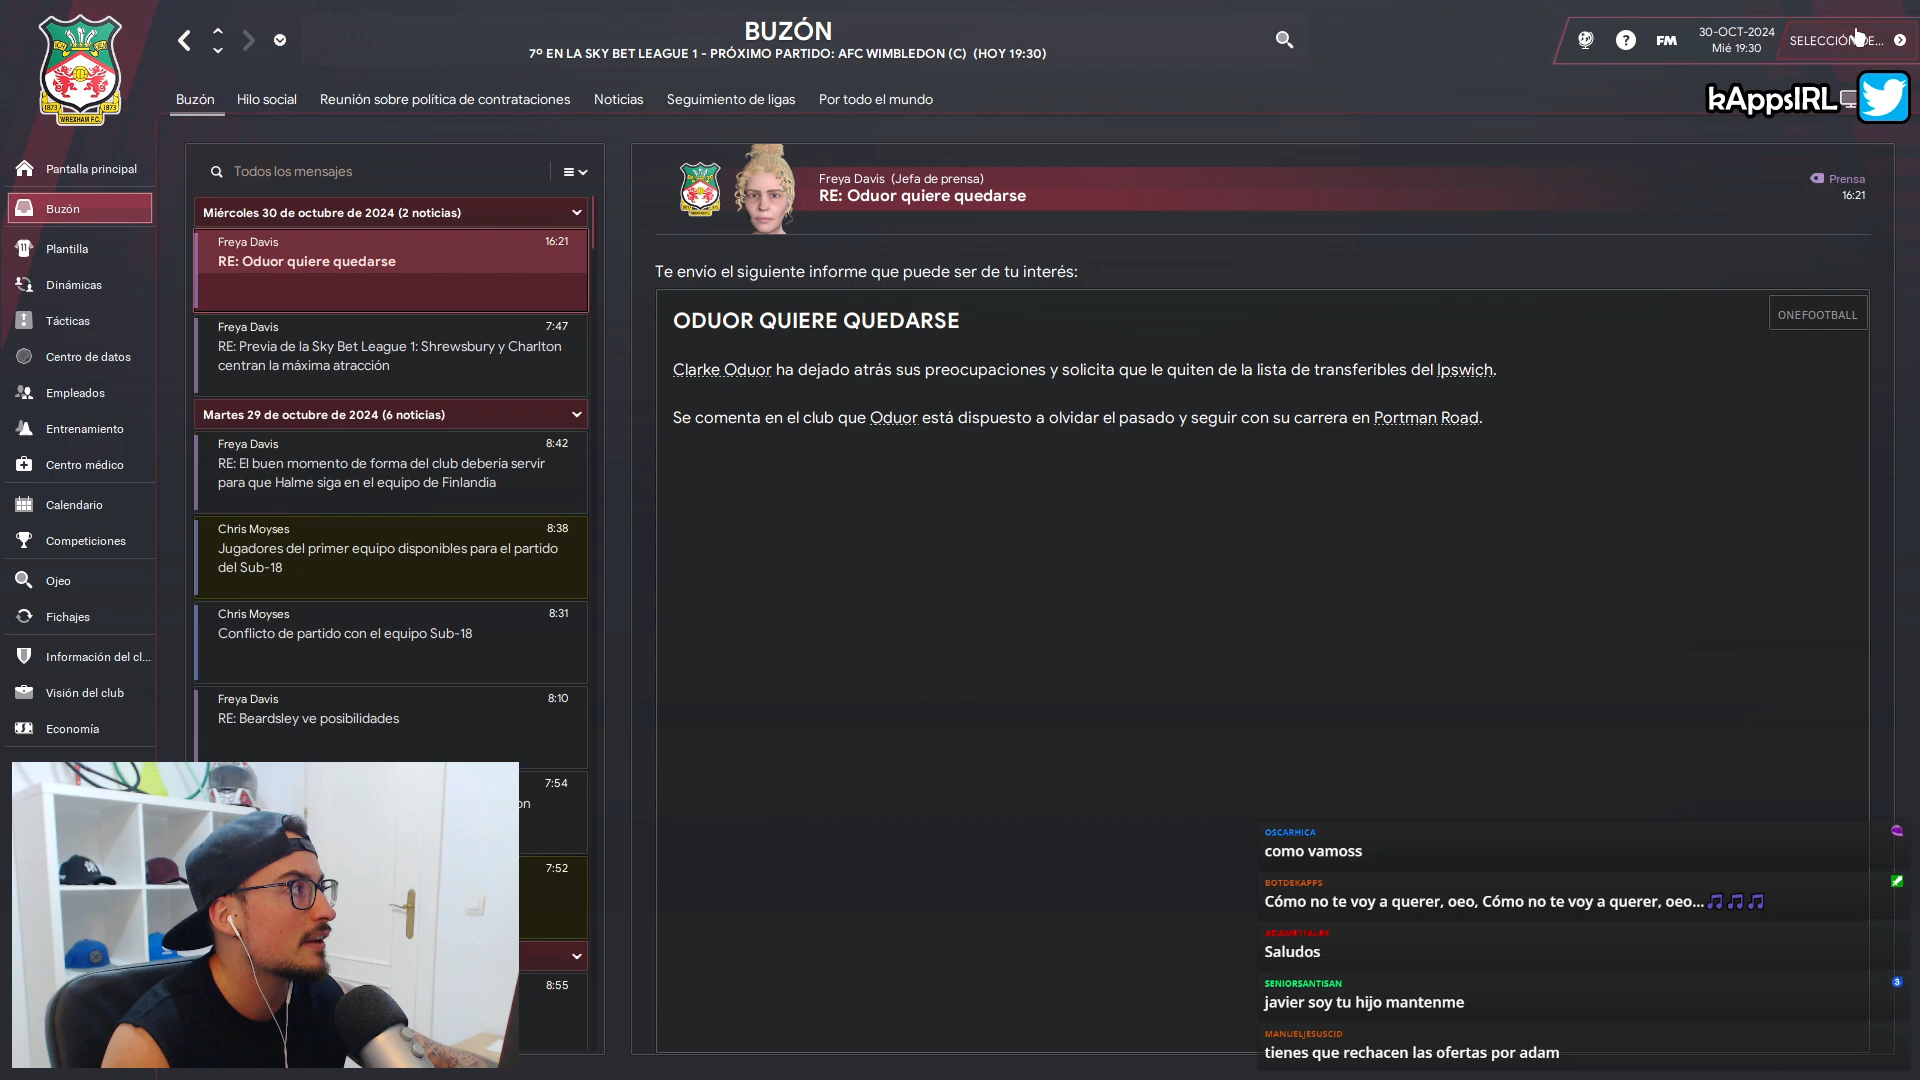 BUZÓN
7º EN LA SKY BET LEAGUE 1 - PRÓXIMO PARTIDO: AFC WIMBLEDON (C) (HOY 19:30)
FM
30-OCT-2024
Mié 19:30
SELECCIÓN DE...
1873
1873
WREXHAM F.C.
Buzón
Hilo social
Reunión sobre política de contrataciones
Noticias
Seguimiento de ligas
Por todo el mundo
kAppsIRL
Pantalla principal
Buzón
Plantilla
Dinámicas
Tácticas
Centro de datos
Empleados
Entrenamiento
Centro médico
Calendario
Competiciones
Ojeo
Fichajes
Información del cl...
Visión del club
Economía
Todos los mensajes
Miércoles 30 de octubre de 2024 (2 noticias)
Freya Davis 16:21
RE: Oduor quiere quedarse
Freya Davis 7:47
RE: Previa de la Sky Bet League 1: Shrewsbury y Charlton
centran la máxima atracción
Martes 29 de octubre de 2024 (6 noticias)
Freya Davis 8:42
RE: El buen momento de forma del club debería servir
para que Halme siga en el equipo de Finlandia
Chris Moyses 8:38
Jugadores del primer equipo disponibles para el partido
del Sub-18
Chris Moyses 8:31
Conflicto de partido con el equipo Sub-18
Freya Davis 8:10
RE: Beardsley ve posibilidades
7:54
on
7:52
8:55
Freya Davis (Jefa de prensa)
RE: Oduor quiere quedarse
Prensa
16:21
Te envío el siguiente informe que puede ser de tu interés:
ODUOR QUIERE QUEDARSE
ONEFOOTBALL
Clarke Oduor ha dejado atrás sus preocupaciones y solicita que le quiten de la lista de transferibles del Ipswich.
Se comenta en el club que Oduor está dispuesto a olvidar el pasado y seguir con su carrera en Portman Road.
OSCARHICA
como vamoss
BOTDEKAPPS
Cómo no te voy a querer, oeo, Cómo no te voy a querer, oeo...🎵🎵🎵
Saludos
SENIORSANTISAN
3
javier soy tu hijo mantenme
MANUELJESUSCID
tienes que rechacen las ofertas por adam